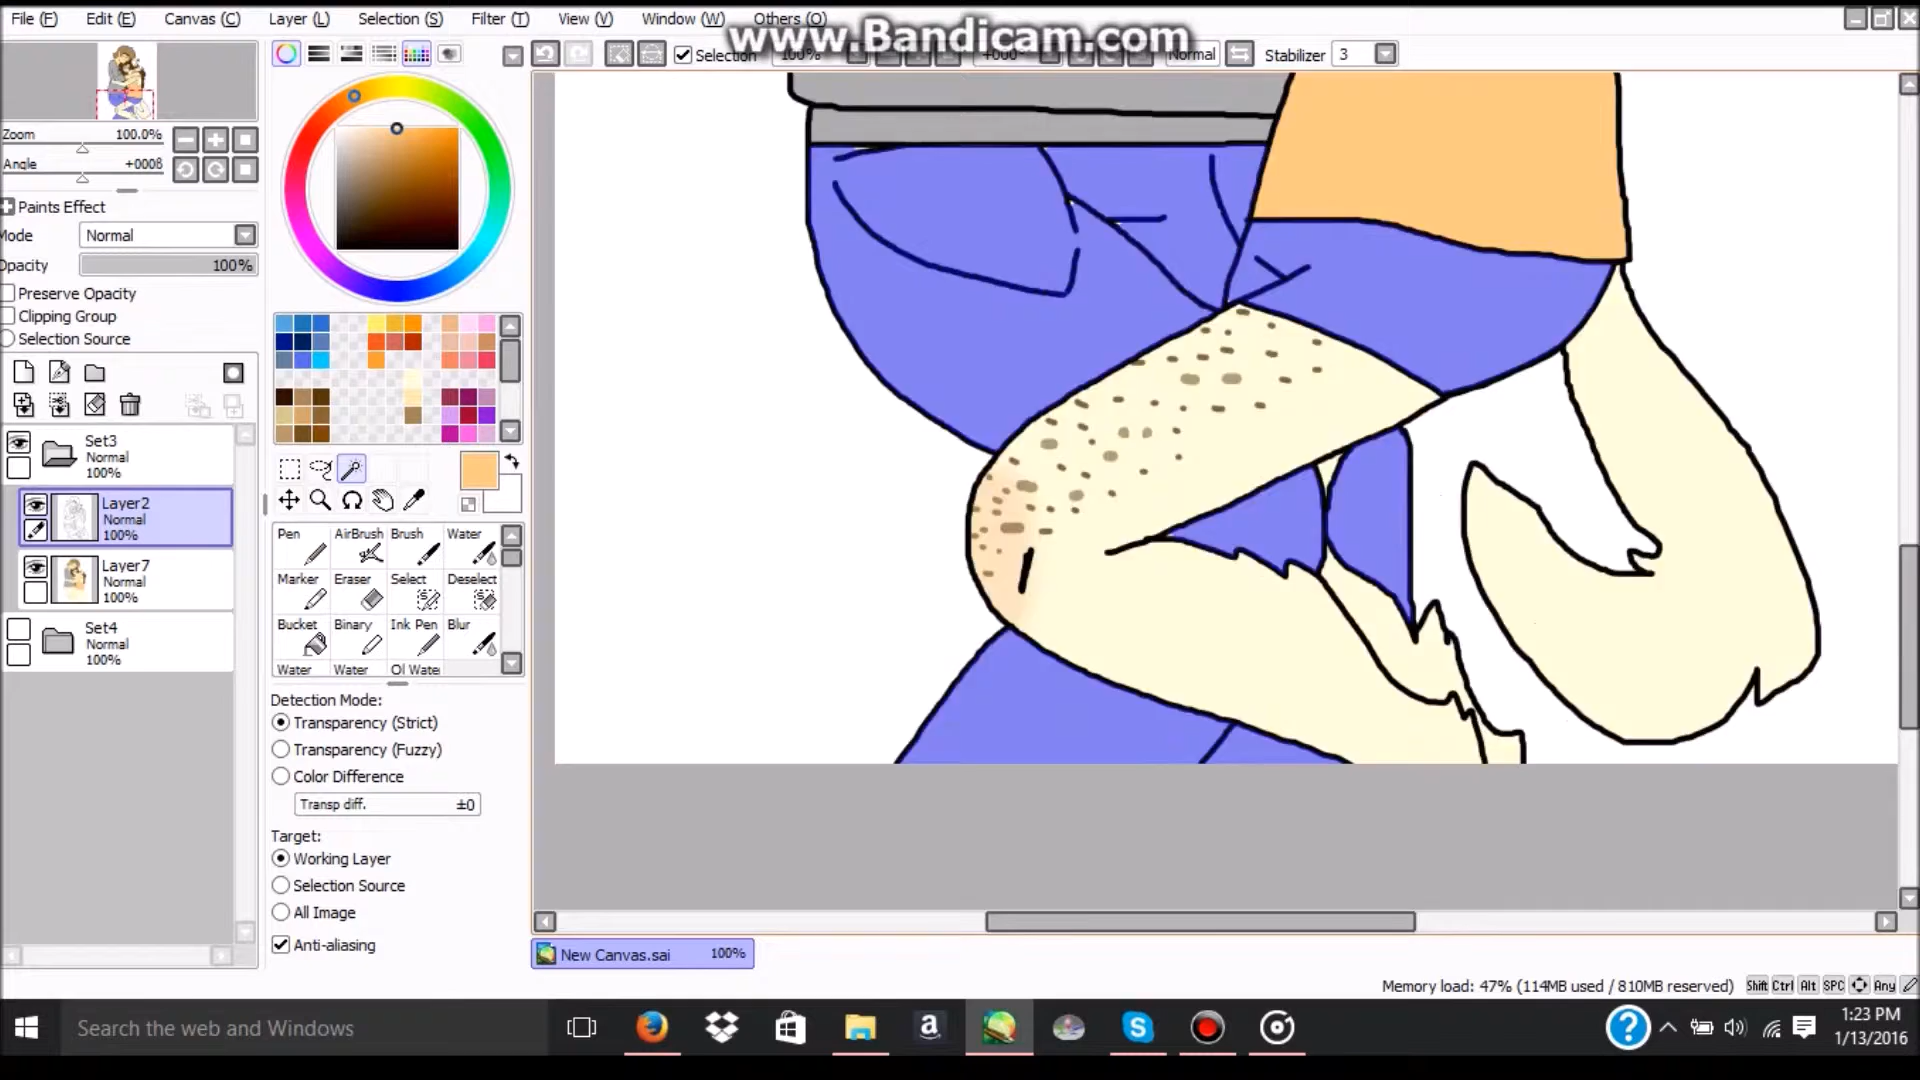 File (F) Edit (E) Canvas (C) Layer (L) Selection (S) Filter (T) View (V) Window (W) Others (O)
www.Bandicam.com
Selection 100% +000° Normal Stabilizer 3
Zoom 100.0%
Angle +0008
Paints Effect
Mode Normal
Opacity 100%
Preserve Opacity
Clipping Group
Selection Source
Set3
Normal
100%
Layer2
Normal
100%
Layer7
Normal
100%
Set4
Normal
100%
Pen AirBrush Brush Water
Marker Eraser Select Deselect
Bucket Binary Ink Pen Blur
Water Water Ol Wate
Detection Mode:
Transparency (Strict)
Transparency (Fuzzy)
Color Difference
Transp diff. ±0
Target:
Working Layer
Selection Source
All Image
Anti-aliasing
New Canvas.sai 100%
Memory load: 47% (114MB used / 810MB reserved) Shift Ctrl Alt SPC Any
Search the web and Windows
1:23 PM
1/13/2016